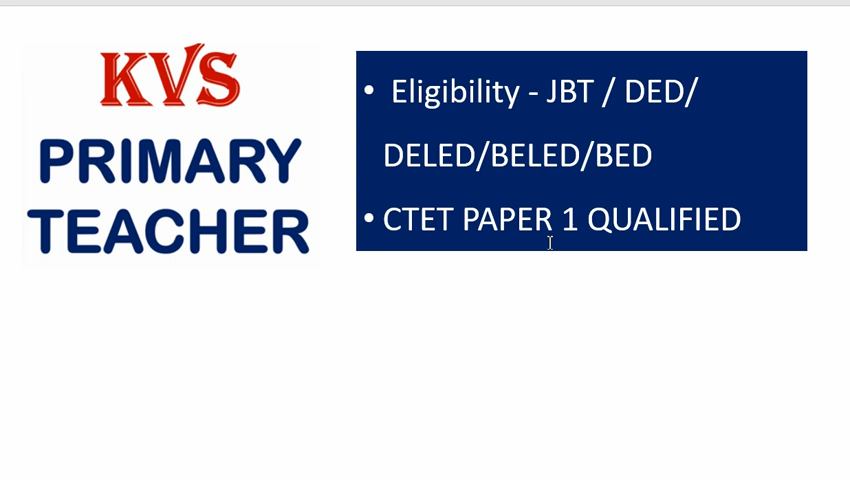 KVS
PRIMARY
TEACHER
• Eligibility - JBT / DED/
DELED/BELED/BED
• CTET PAPER 1 QUALIFIED